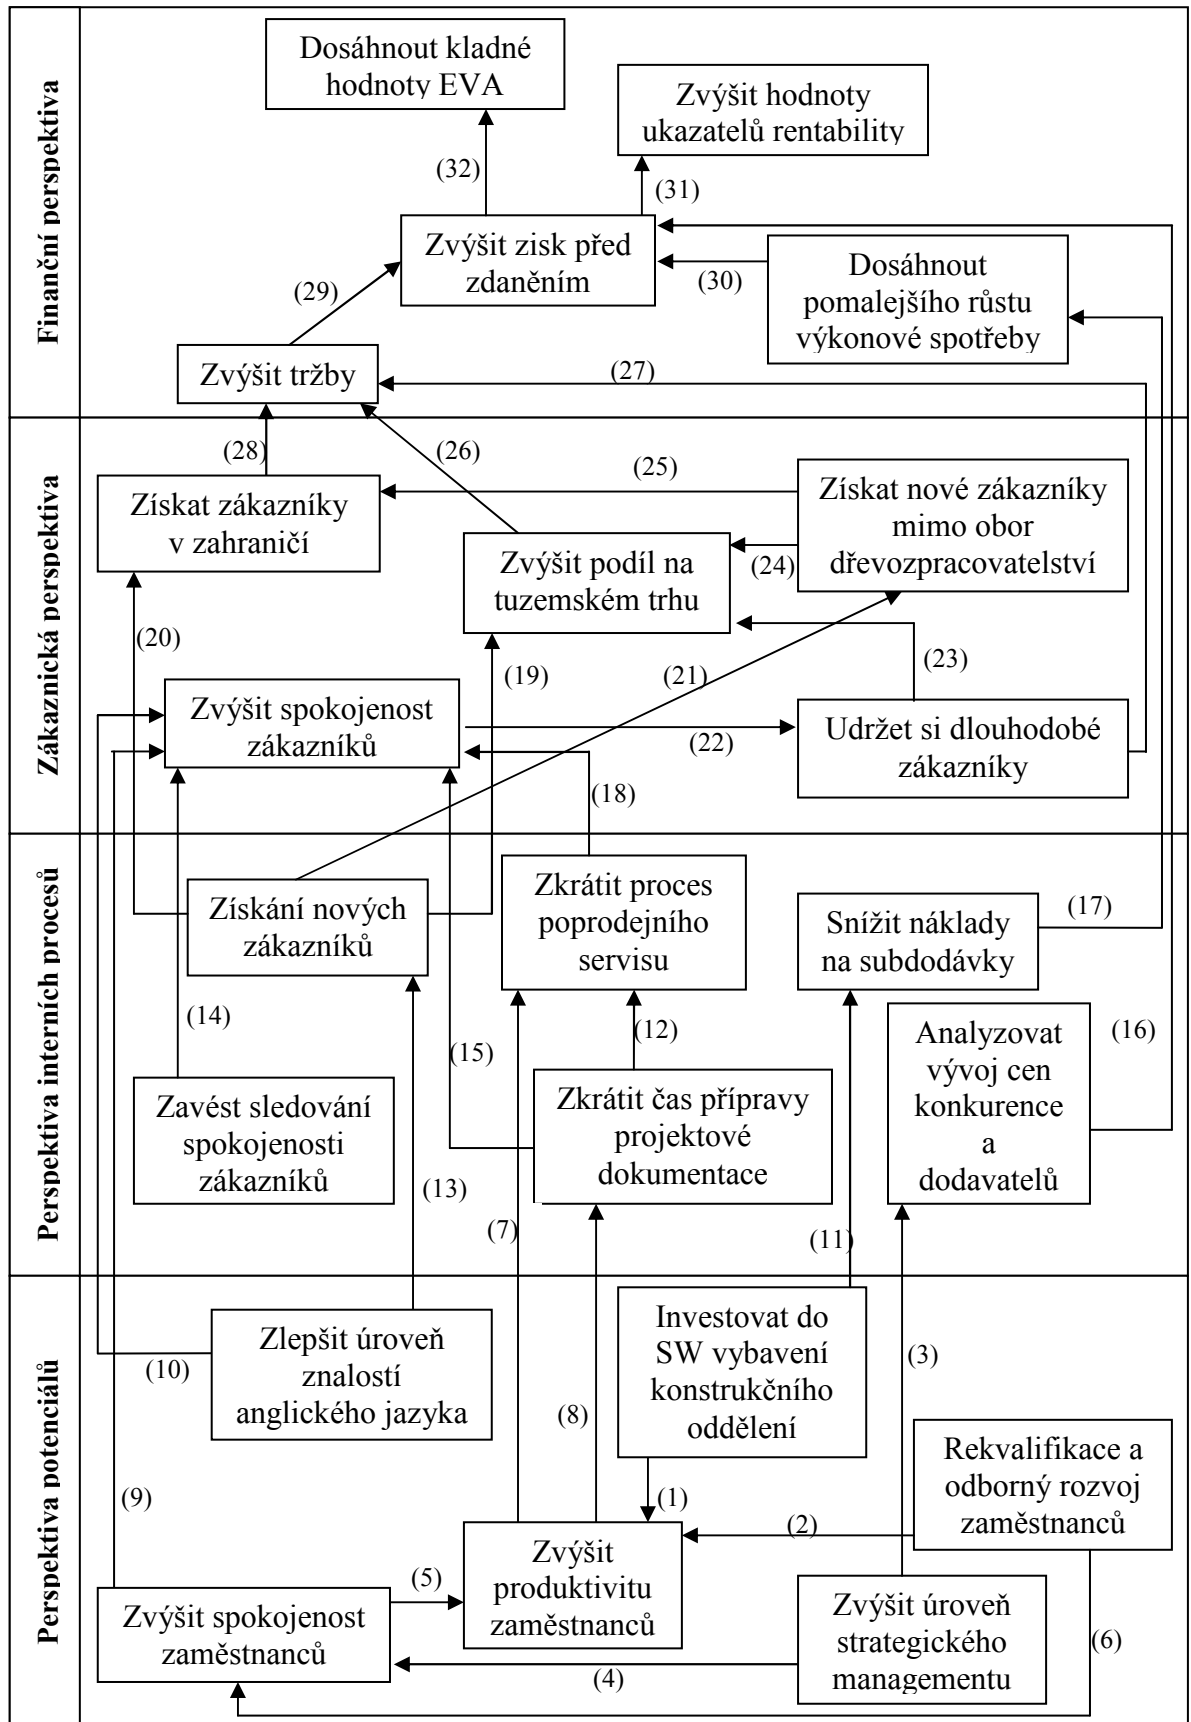 Finanční perspektiva
Dosáhnout kladné
hodnoty EVA
Zvýšit hodnoty
ukazatelů rentability
(32)
(31)
Zvýšit zisk před
zdaněním
(30)
Dosáhnout
pomalejšího růstu
výkonové spotřeby
(29)
Zvýšit tržby
(27)
Zákaznická perspektiva
(28)
(26)
(25)
Získat zákazníky
v zahraničí
Získat nové zákazníky
mimo obor
dřevozpracovatelství
Zvýšit podíl na
tuzemském trhu
(24)
(20)
(19)
(21)
(23)
Zvýšit spokojenost
zákazníků
(22)
Udržet si dlouhodobé
zákazníky
(18)
Perspektiva interních procesů
Získání nových
zákazníků
Zkrátit proces
poprodejního
servisu
Snížit náklady
na subdodávky
(17)
(14)
(15)
(12)
(16)
Analyzovat
vývoj cen
konkurence
a
dodavatelů
Zavést sledování
spokojenosti
zákazníků
Zkrátit čas přípravy
projektové
dokumentace
(13)
(7)
(11)
Perspektiva potenciálů
Zlepšit úroveň
znalostí
anglického jazyka
(10)
(8)
Investovat do
SW vybavení
konstrukčního
oddělení
(3)
Rekvalifikace a
odborný rozvoj
zaměstnanců
(9)
(1)
(2)
Zvýšit
produktivitu
zaměstnanců
(5)
Zvýšit spokojenost
zaměstnanců
Zvýšit úroveň
strategického
managementu
(4)
(6)